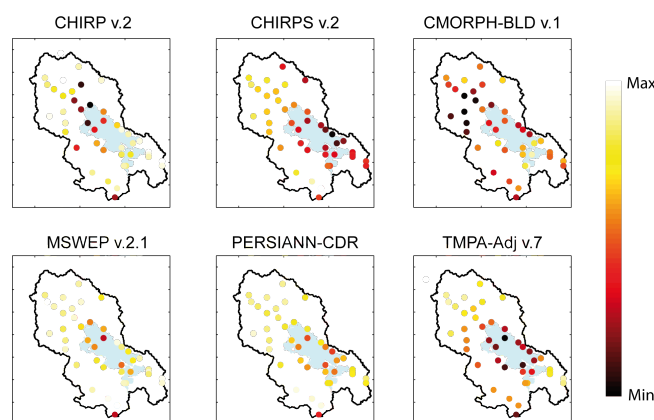 CHIRP v.2
CHIRPS v.2
CMORPH-BLD v.1
Max
MSWEP v.2.1
PERSIANN-CDR
TMPA-Adj v.7
Min